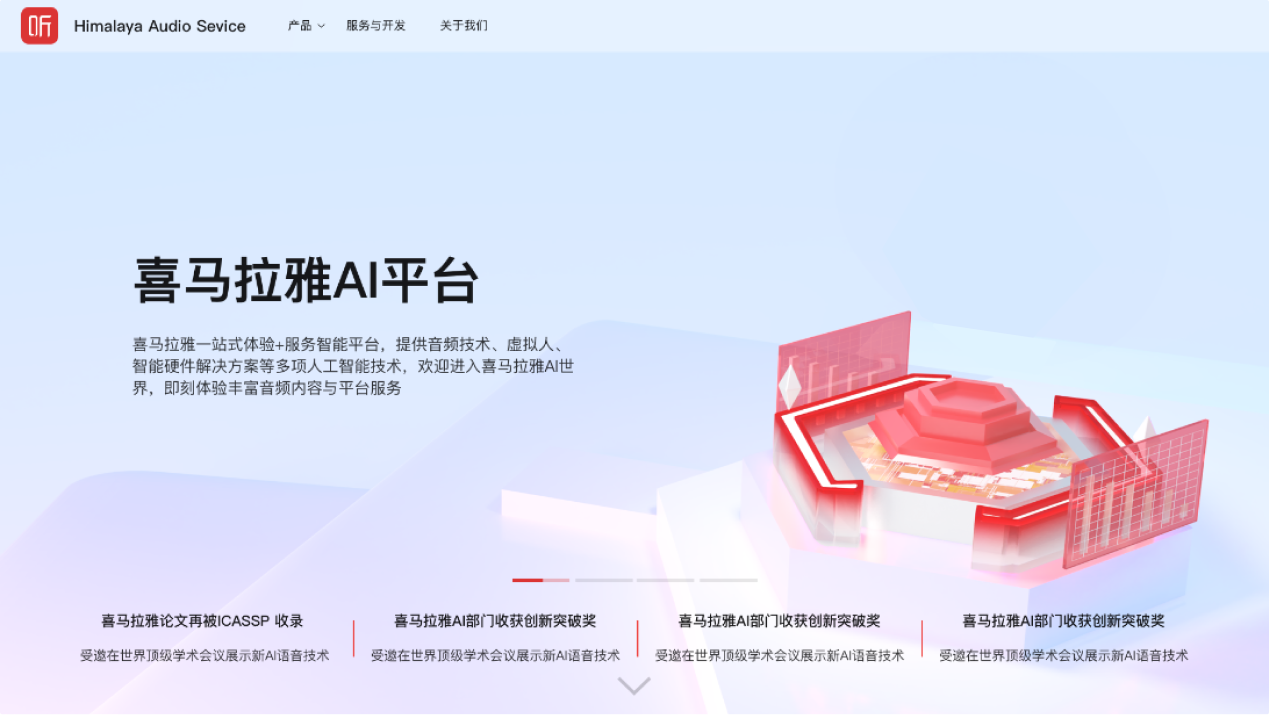 听
Himalaya Audio Sevice
产品
服务与开发
关于我们
喜马拉雅AI平台
喜马拉雅一站式体验+服务智能平台，提供音频技术、虚拟人、
智能硬件解决方案等多项人工智能技术，欢迎进入喜马拉雅AI世
界，即刻体验丰富音频内容与平台服务
喜马拉雅论文再被ICASSP 收录
受邀在世界顶级学术会议展示新AI语音技术
喜马拉雅AI部门收获创新突破奖
受邀在世界顶级学术会议展示新AI语音技术
喜马拉雅AI部门收获创新突破奖
受邀在世界顶级学术会议展示新AI语音技术
喜马拉雅AI部门收获创新突破奖
受邀在世界顶级学术会议展示新AI语音技术